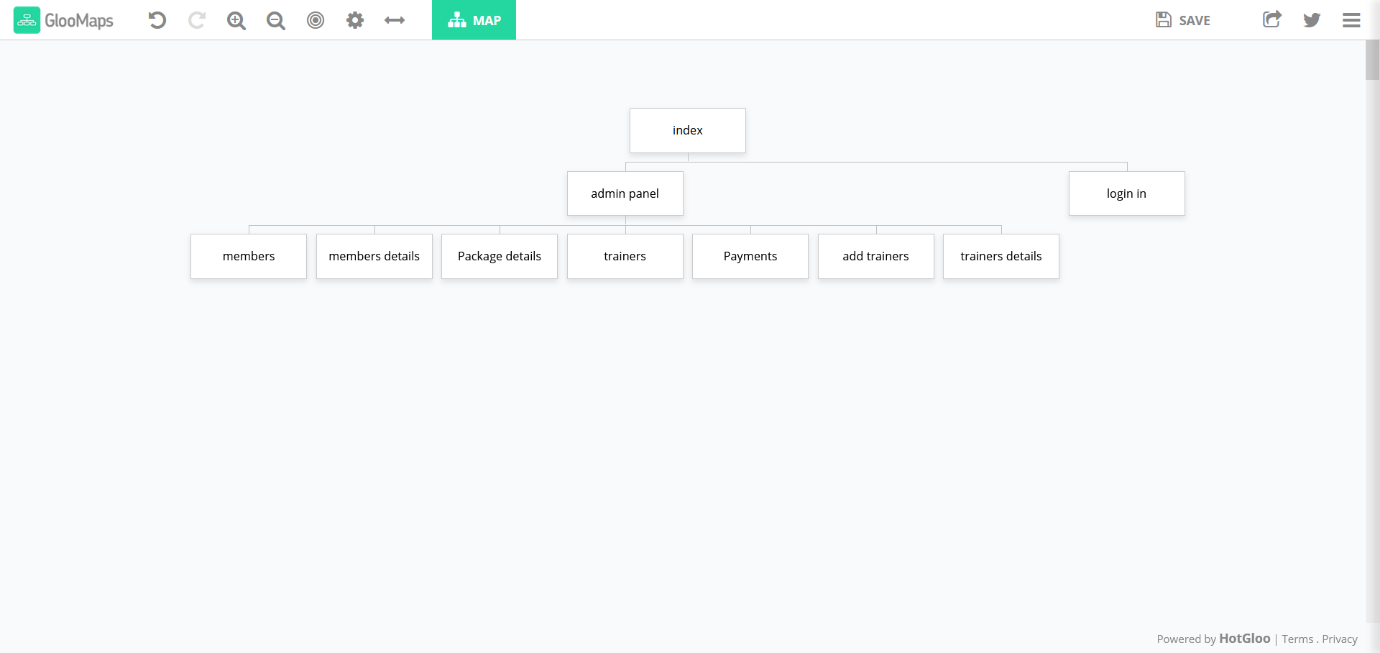 GlooMaps MAP SAVE
index
admin panel login in
members members details Package details trainers Payments add trainers trainers details
Powered by HotGloo | Terms . Privacy